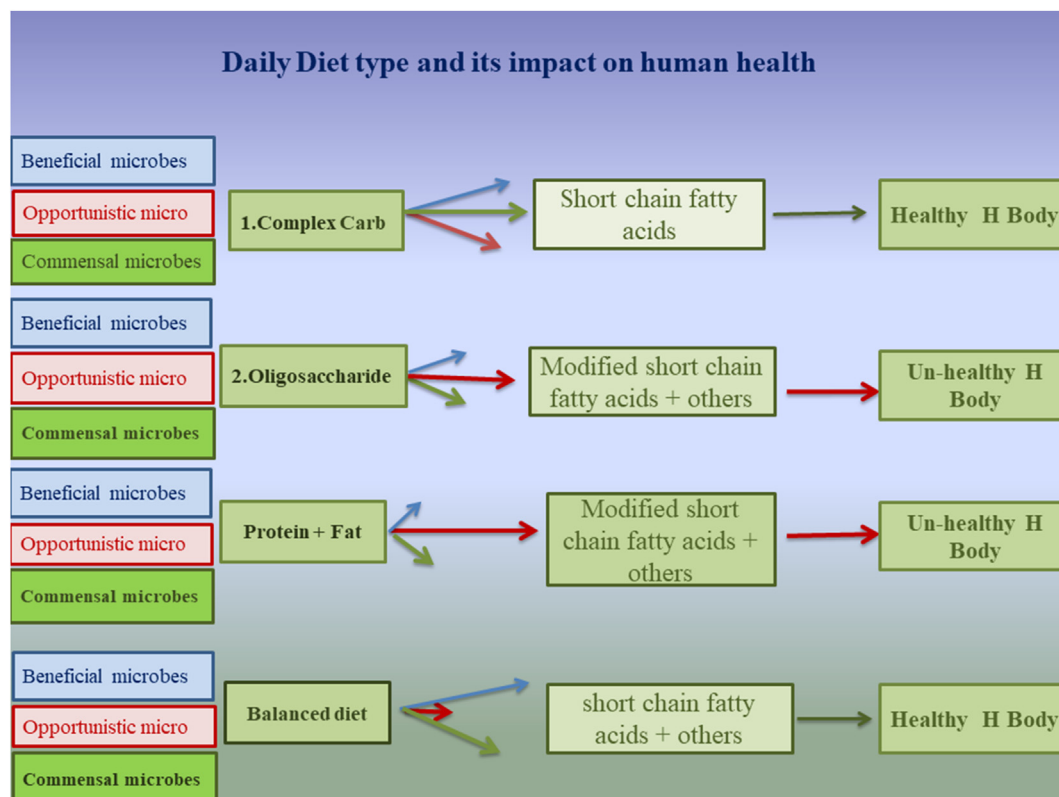 Daily Diet type and its impact on human health
Beneficial microbes
Opportunistic micro
Commensal microbes
1.Complex Carb
Short chain fatty
acids
Healthy H Body
Beneficial microbes
Opportunistic micro
Commensal microbes
2.Oligosaccharide
Modified short chain
fatty acids + others
Un-healthy H
Body
Beneficial microbes
Opportunistic micro
Commensal microbes
Protein + Fat
Modified short
chain fatty acids +
others
Un-healthy H
Body
Beneficial microbes
Opportunistic micro
Commensal microbes
Balanced diet
short chain fatty
acids + others
Healthy H Body